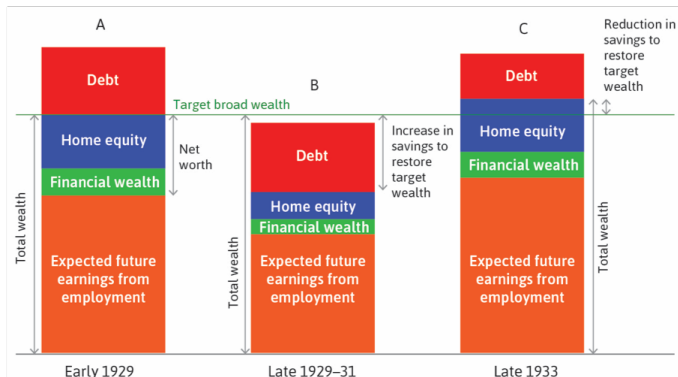 A
B
C
Reduction in
savings to
restore
target
wealth
Debt
Debt
Debt
Target broad wealth
Home equity
Net
worth
Increase in
savings to
restore
target
wealth
Home equity
Financial wealth
Home equity
Financial wealth
Financial wealth
Total wealth
Total wealth
Total wealth
Expected future
earnings from
employment
Expected future
earnings from
employment
Expected future
earnings from
employment
Early 1929
Late 1929–31
Late 1933